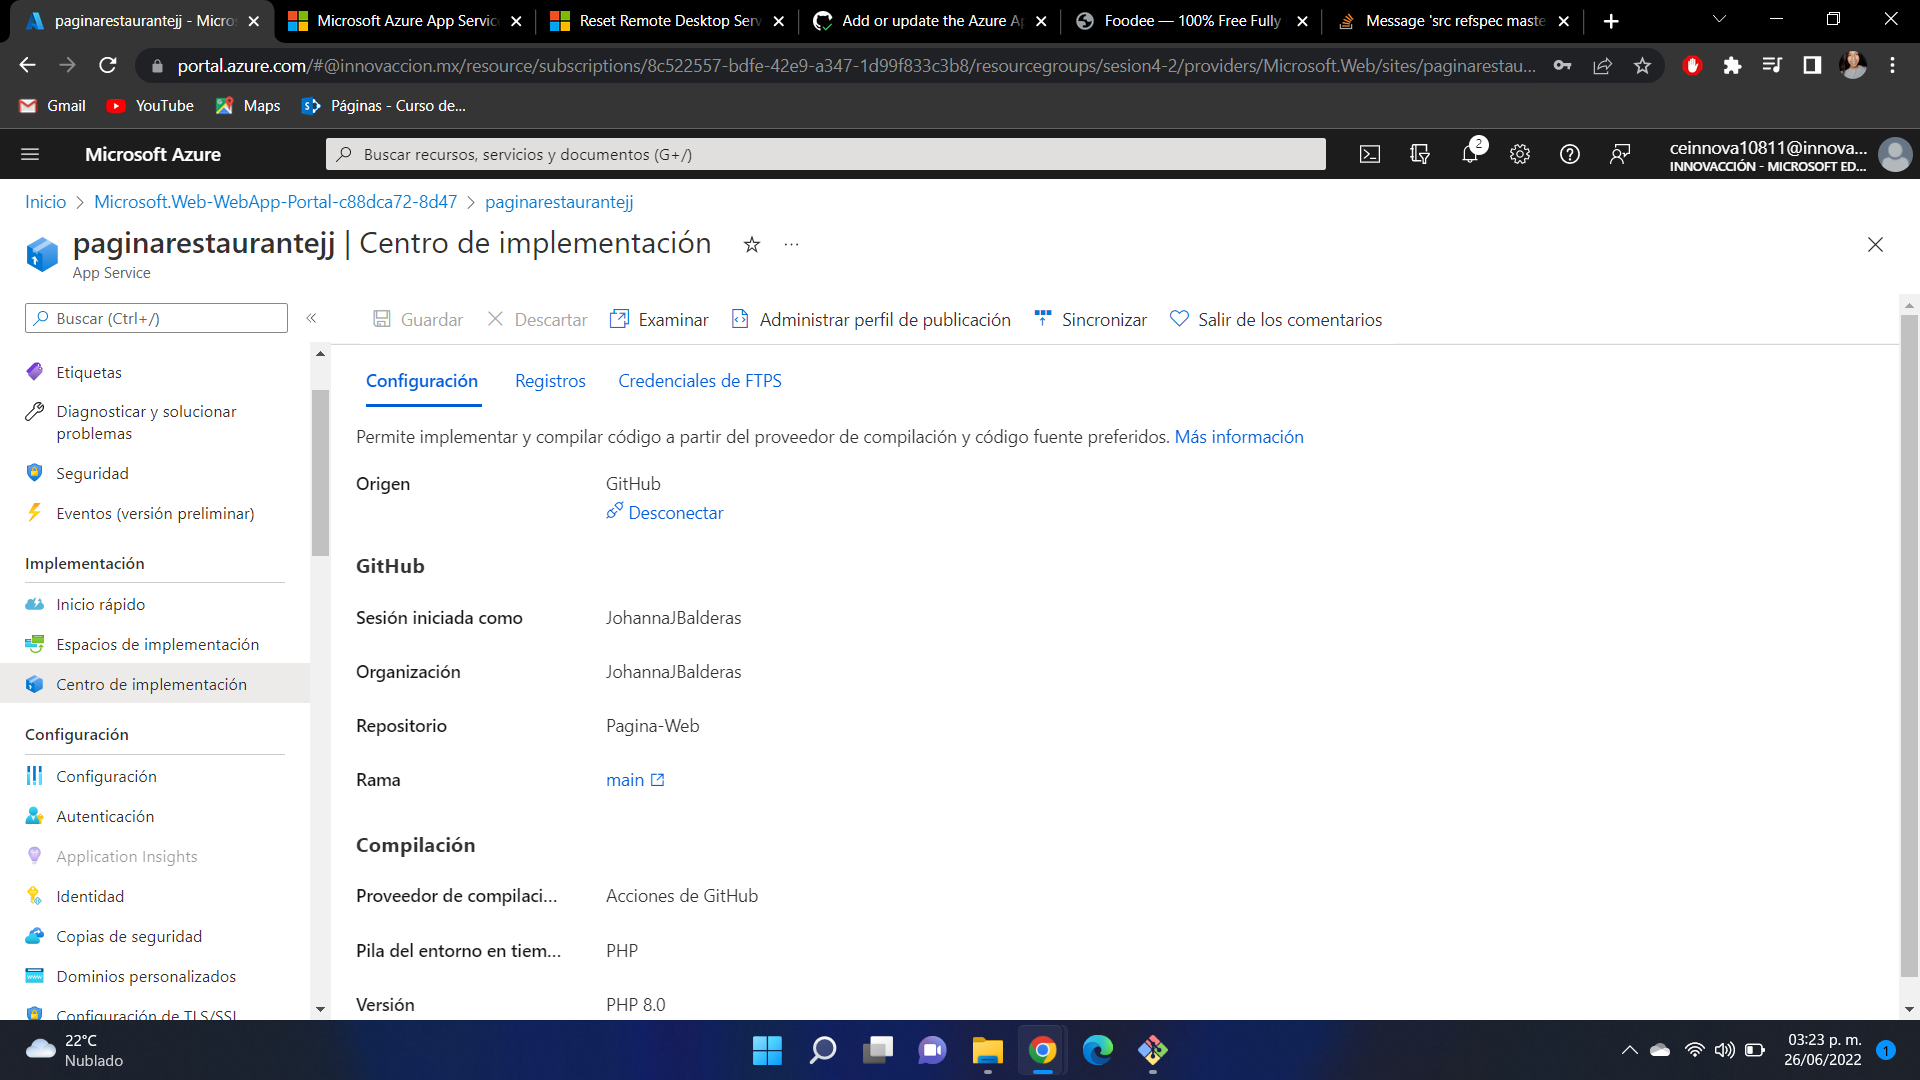 paginarestaurantejj - Micros
Microsoft Azure App Servic
Reset Remote Desktop Serv
Add or update the Azure Ap
Foodee — 100% Free Fully
Message 'src refspec maste
portal.azure.com/#@innovaccion.mx/resource/subscriptions/8c522557-bdfe-42e9-a347-1d99f833c3b8/resourcegroups/sesion4-2/providers/Microsoft.Web/sites/paginarestau...
Gmail
YouTube
Maps
Páginas - Curso de...
Microsoft Azure
Buscar recursos, servicios y documentos (G+/)
2
ceinnova10811@innova...
INNOVACCIÓN - MICROSOFT ED...
Inicio > Microsoft.Web-WebApp-Portal-c88dca72-8d47 > paginarestaurantejj
paginarestaurantejj | Centro de implementación
App Service
Buscar (Ctrl+/)
Guardar
Descartar
Examinar
Administrar perfil de publicación
Sincronizar
Salir de los comentarios
Etiquetas
Diagnosticar y solucionar
problemas
Seguridad
Eventos (versión preliminar)
Implementación
Inicio rápido
Espacios de implementación
Centro de implementación
Configuración
Configuración
Autenticación
Application Insights
Identidad
Copias de seguridad
Dominios personalizados
Configuración de TLS/SSL
Configuración
Registros
Credenciales de FTPS
Permite implementar y compilar código a partir del proveedor de compilación y código fuente preferidos. Más información
Origen
GitHub
Desconectar
GitHub
Sesión iniciada como
JohannaJBalderas
Organización
JohannaJBalderas
Repositorio
Pagina-Web
Rama
main
Compilación
Proveedor de compilaci...
Acciones de GitHub
Pila del entorno en tiem...
PHP
Versión
PHP 8.0
22°C
Nublado
03:23 p. m.
26/06/2022
1